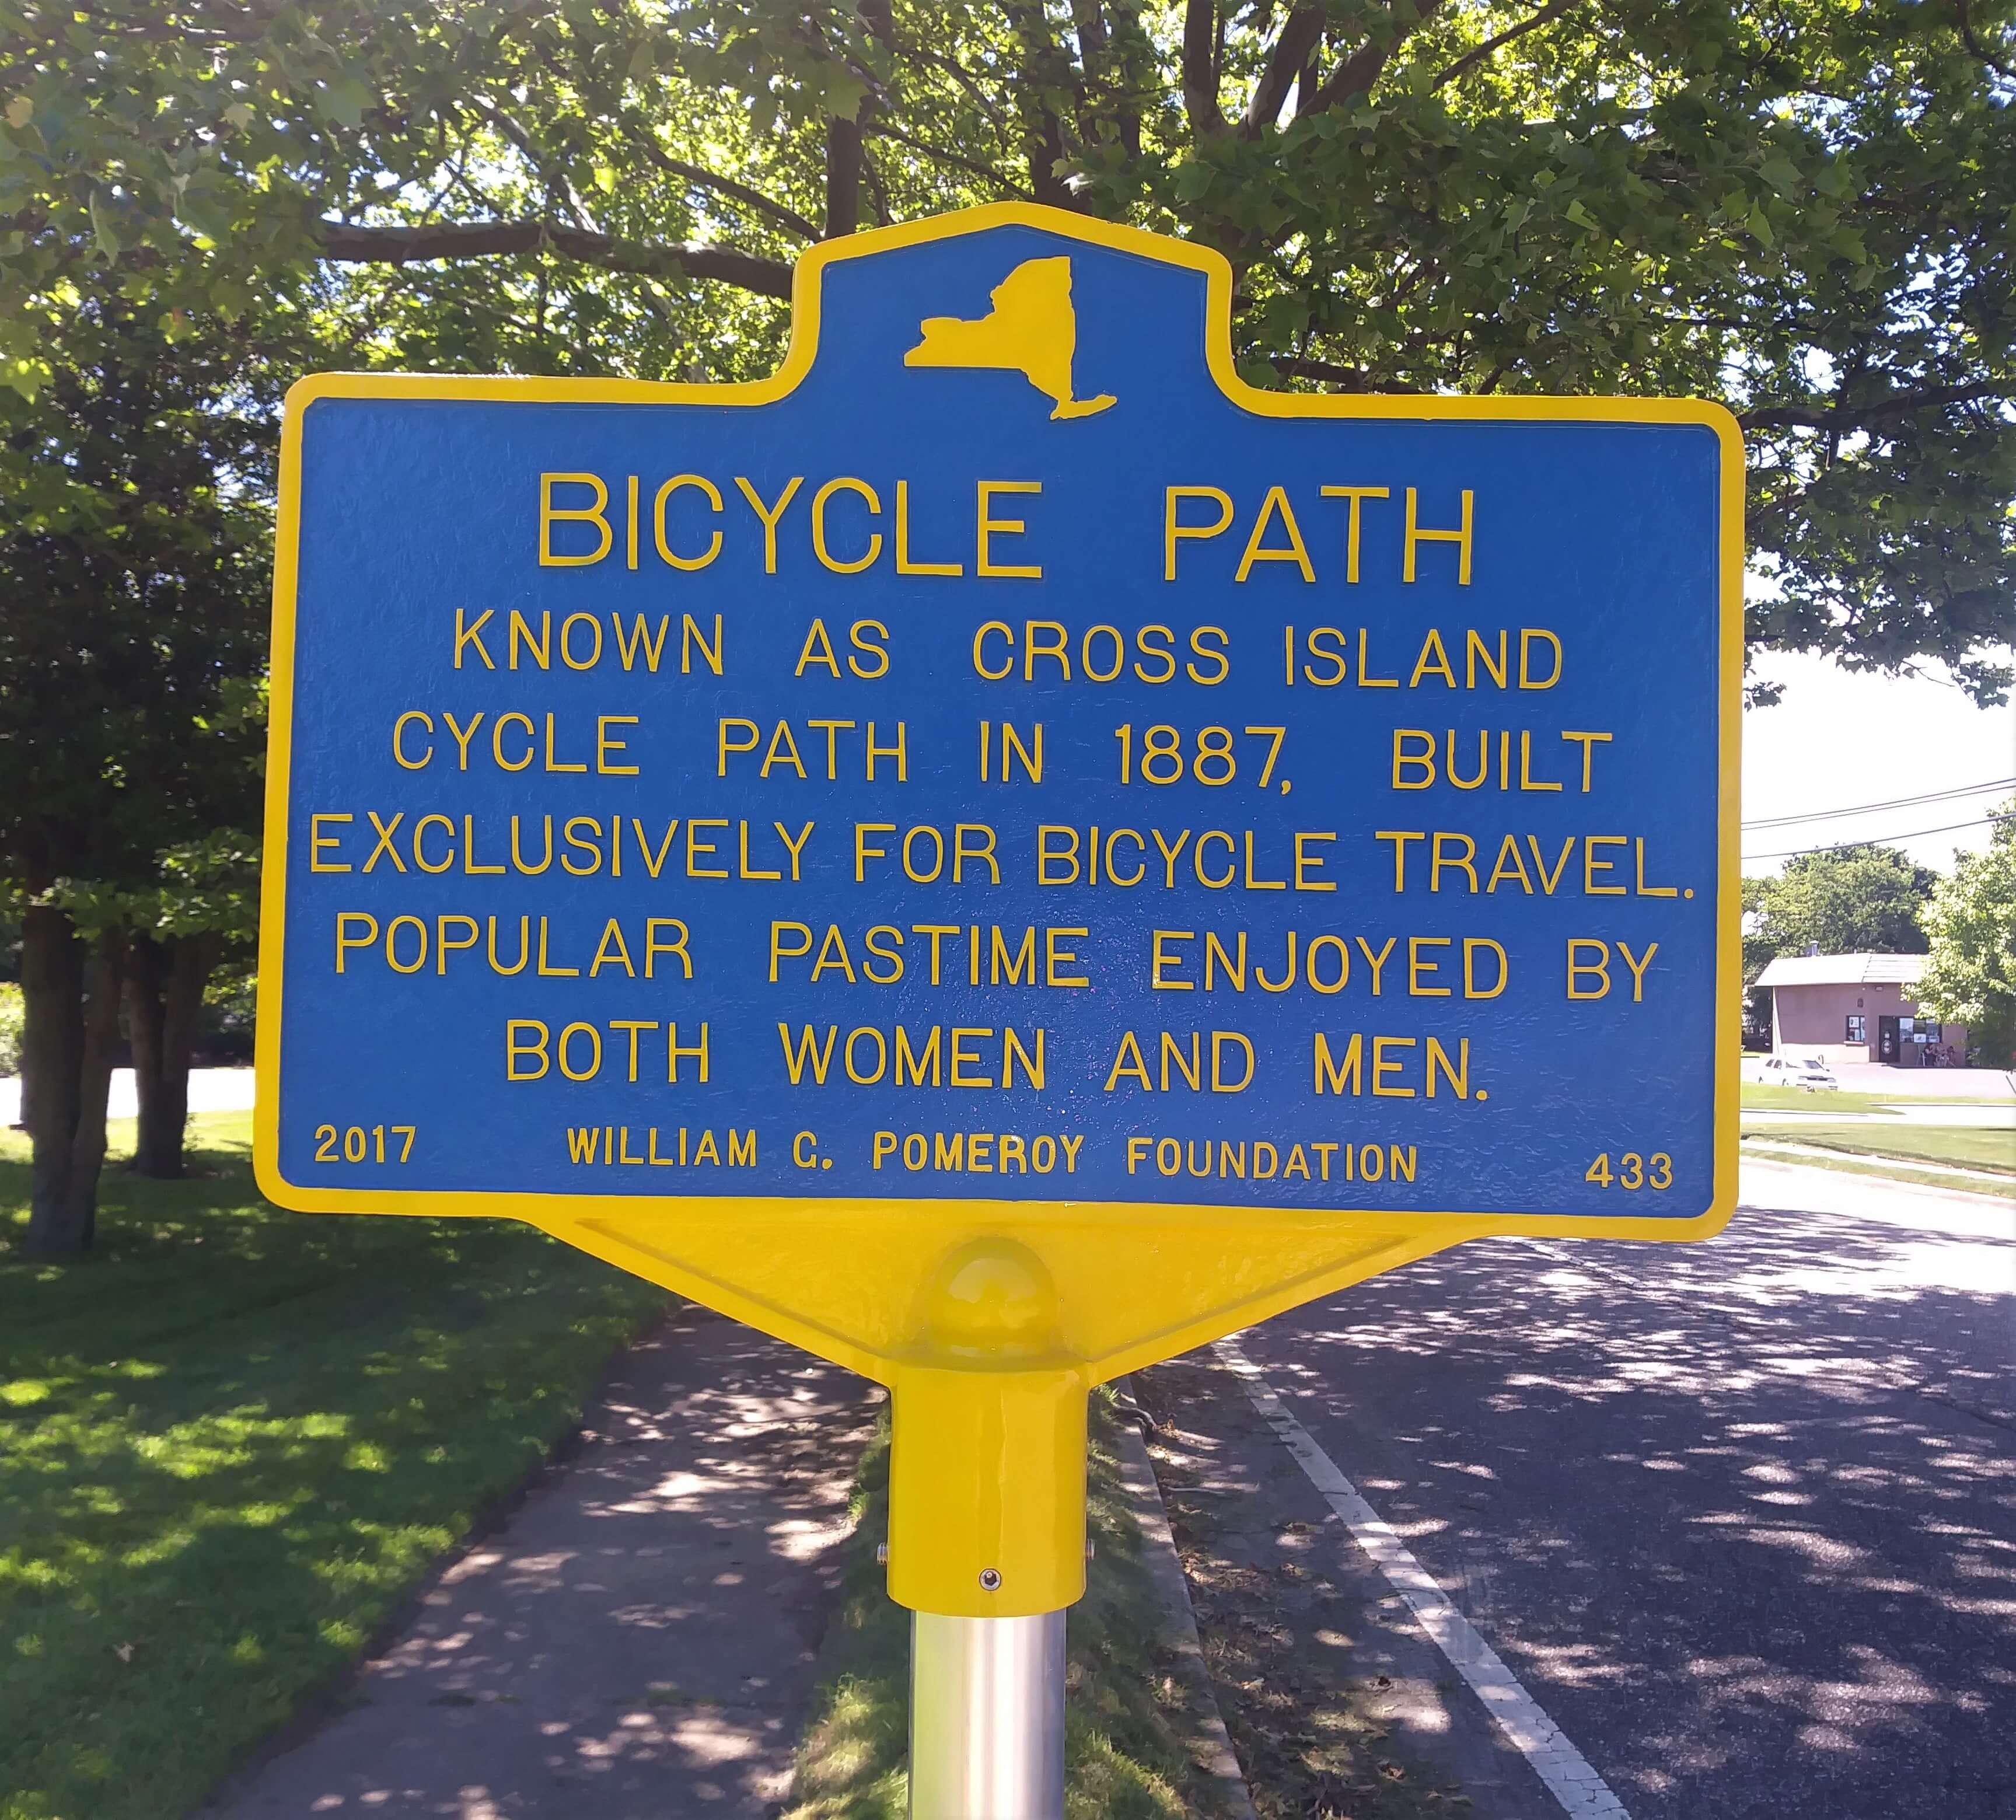 BICYCLE PATH
KNOWN AS CROSS ISLAND
CYCLE PATH IN 1887, BUILT
EXCLUSIVELY FOR BICYCLE TRAVEL.
POPULAR PASTIME ENJOYED BY
BOTH WOMEN AND MEN.
2017 WILLIAM G. POMEROY FOUNDATION 433